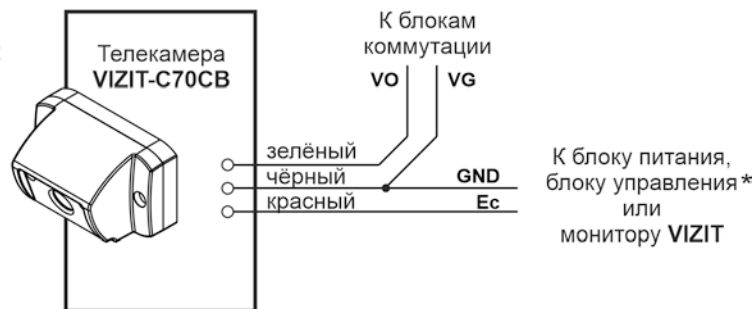 К блокам
коммутации
Телекамера
VIZIT-C70CB
VO VG
зелёный
чёрный GND
красный Ec
К блоку питания,
блоку управления*
или
монитору VIZIT